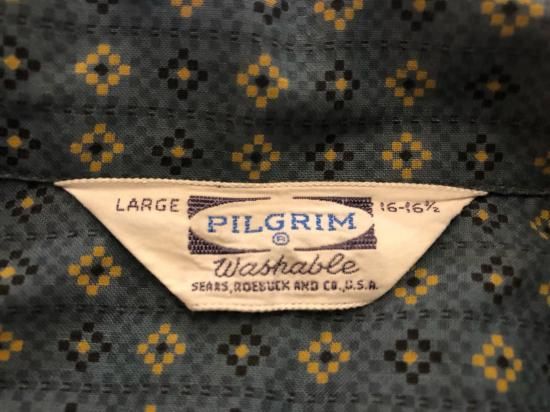 LARGE PILGRIM 16-16½
®
Washable
SEARS, ROEBUCK AND CO., U.S.A.